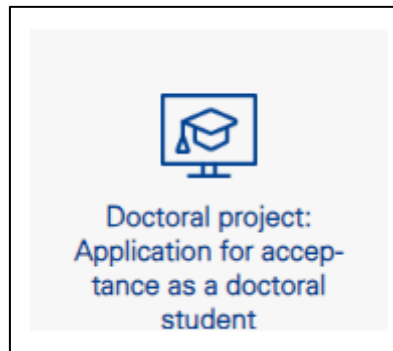 Doctoral project:
Application for accep-
tance as a doctoral
student